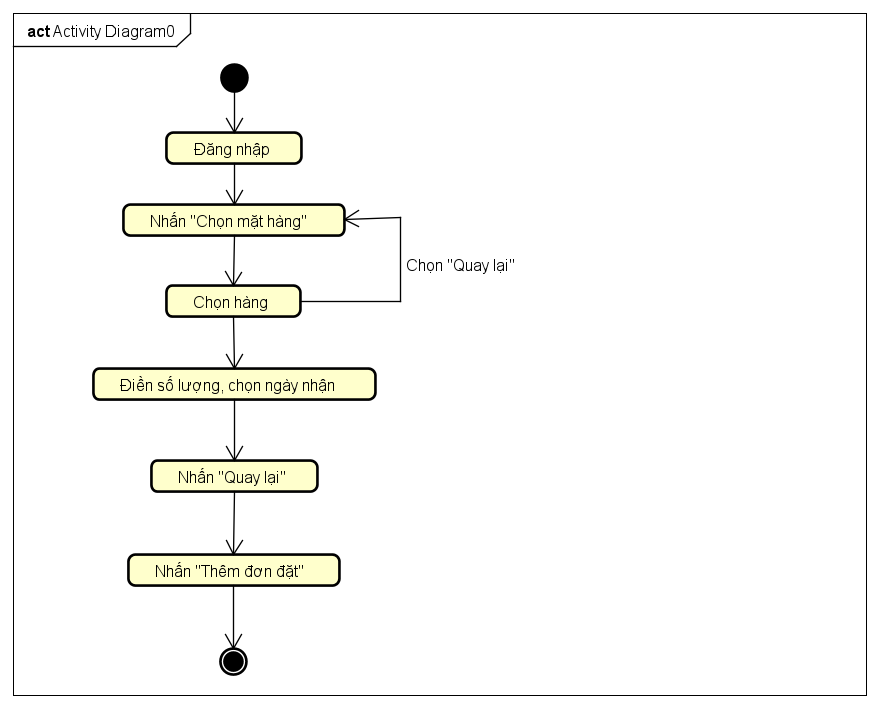 act Activity Diagram0
Đăng nhập
Nhấn "Chọn mặt hàng"
Chọn "Quay lại"
Chọn hàng
Điền số lượng, chọn ngày nhận
Nhấn "Quay lại"
Nhấn "Thêm đơn đặt"